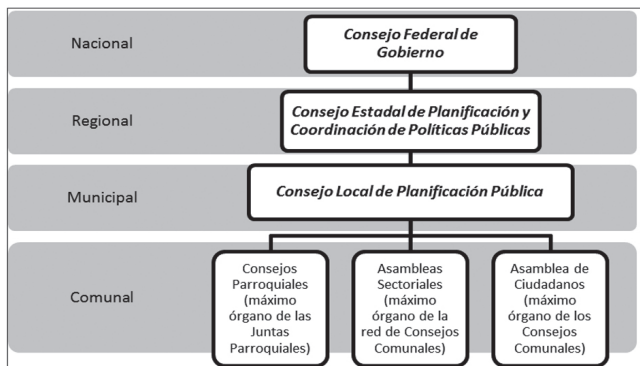 Nacional
Consejo Federal de
Gobierno
Regional
Consejo Estadal de Planificación y
Coordinación de Políticas Públicas
Municipal
Consejo Local de Planificación Pública
Comunal
Consejos
Parroquiales
(máximo
órgano de las
Juntas
Parroquiales)
Asambleas
Sectoriales
(máximo
órgano de la
red de Consejos
Comunales)
Asamblea de
Ciudadanos
(máximo
órgano de los
Consejos
Comunales)